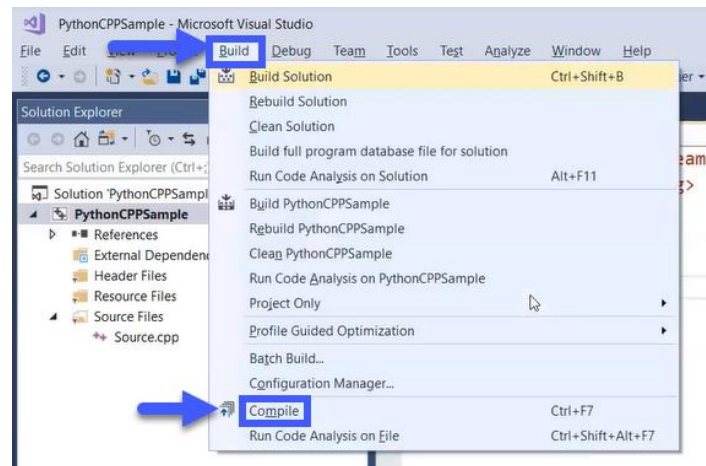 PythonCPPSample - Microsoft Visual Studio
File Edit View Project Build Debug Team Tools Test Analyze Window Help
Build Solution Ctrl+Shift+B
Solution Explorer
Rebuild Solution
Clean Solution
Build full program database file for solution
Search Solution Explorer (Ctrl+;
Run Code Analysis on Solution Alt+F11
Solution 'PythonCPPSampl
Build PythonCPPSample
PythonCPPSample
Rebuild PythonCPPSample
References
External Dependen
Clean PythonCPPSample
Header Files
Run Code Analysis on PythonCPPSample
Resource Files
Project Only
Source Files
Source.cpp
Profile Guided Optimization
Batch Build...
Configuration Manager...
Compile Ctrl+F7
Run Code Analysis on File Ctrl+Shift+Alt+F7